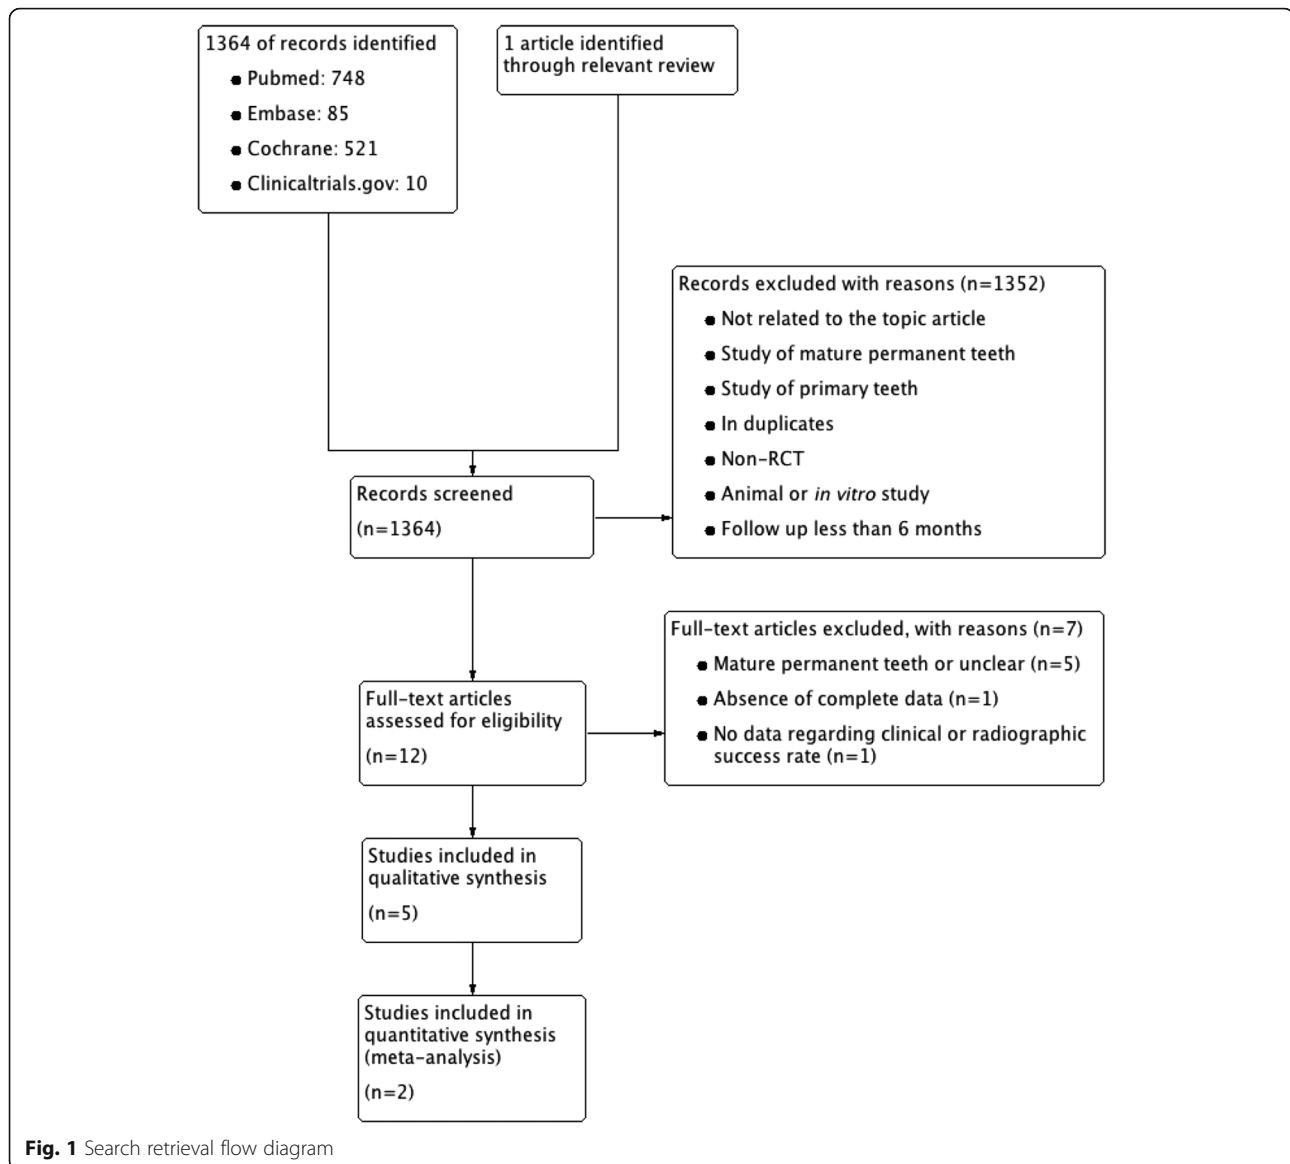 1364 of records identified
● Pubmed: 748
● Embase: 85
● Cochrane: 521
● Clinicaltrials.gov: 10
1 article identified
through relevant review
Records excluded with reasons (n=1352)
● Not related to the topic article
● Study of mature permanent teeth
● Study of primary teeth
● In duplicates
● Non-RCT
● Animal or in vitro study
● Follow up less than 6 months
Records screened
(n=1364)
Full-text articles excluded, with reasons (n=7)
● Mature permanent teeth or unclear (n=5)
● Absence of complete data (n=1)
● No data regarding clinical or radiographic
success rate (n=1)
Full-text articles
assessed for eligibility
(n=12)
Studies included in
qualitative synthesis
(n=5)
Studies included in
quantitative synthesis
(meta-analysis)
(n=2)
Fig. 1 Search retrieval flow diagram